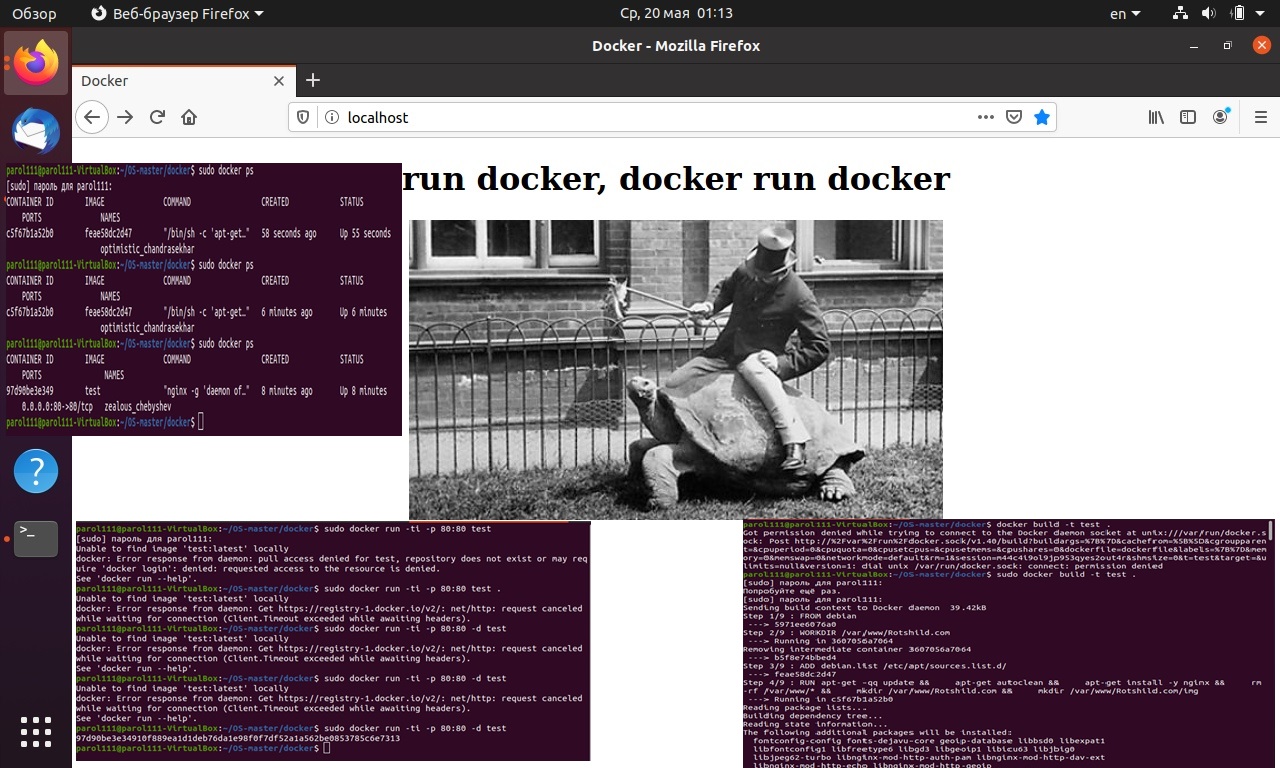 Обзор
Веб-браузер Firefox
Ср, 20 мая 01:13
en
Docker - Mozilla Firefox
Docker
localhost
run docker, docker run docker
parol111@parol111-VirtualBox:~/OS-master/docker$ sudo docker ps
[sudo] пароль для parol111:
CONTAINER ID IMAGE COMMAND CREATED STATUS
PORTS NAMES
c5f67b1a52b0 feae58dc2d47 "/bin/sh -c 'apt-get…" 58 seconds ago Up 55 seconds
optimistic_chandrasekhar
parol111@parol111-VirtualBox:~/OS-master/docker$ sudo docker ps
CONTAINER ID IMAGE COMMAND CREATED STATUS
PORTS NAMES
c5f67b1a52b0 feae58dc2d47 "/bin/sh -c 'apt-get…" 6 minutes ago Up 6 minutes
optimistic_chandrasekhar
parol111@parol111-VirtualBox:~/OS-master/docker$ sudo docker ps
CONTAINER ID IMAGE COMMAND CREATED STATUS
PORTS NAMES
97d90be3e349 test "nginx -g 'daemon of…" 8 minutes ago Up 8 minutes
0.0.0.0:80->80/tcp zealous_chebyshev
parol111@parol111-VirtualBox:~/OS-master/docker$
parol111@parol111-VirtualBox:~/OS-master/docker$ sudo docker run -ti -p 80:80 test
[sudo] пароль для parol111:
Unable to find image 'test:latest' locally
docker: Error response from daemon: pull access denied for test, repository does not exist or may req
uire 'docker login': denied: requested access to the resource is denied.
See 'docker run --help'.
parol111@parol111-VirtualBox:~/OS-master/docker$ sudo docker run -ti -p 80:80 test .
Unable to find image 'test:latest' locally
docker: Error response from daemon: Get https://registry-1.docker.io/v2/: net/http: request canceled
while waiting for connection (Client.Timeout exceeded while awaiting headers).
parol111@parol111-VirtualBox:~/OS-master/docker$ sudo docker run -ti -p 80:80 -d test
Unable to find image 'test:latest' locally
docker: Error response from daemon: Get https://registry-1.docker.io/v2/: net/http: request canceled
while waiting for connection (Client.Timeout exceeded while awaiting headers).
See 'docker run --help'.
parol111@parol111-VirtualBox:~/OS-master/docker$ sudo docker run -ti -p 80:80 -d test
Unable to find image 'test:latest' locally
docker: Error response from daemon: Get https://registry-1.docker.io/v2/: net/http: request canceled
while waiting for connection (Client.Timeout exceeded while awaiting headers).
See 'docker run --help'.
parol111@parol111-VirtualBox:~/OS-master/docker$ sudo docker run -ti -p 80:80 -d test
97d90be3e34910f889ea1d1deb76da1e98f0f7df52a1a562be0853785c6e7313
parol111@parol111-VirtualBox:~/OS-master/docker$
parol111@parol111-VirtualBox:~/OS-master/docker$ docker build -t test .
Got permission denied while trying to connect to the Docker daemon socket at unix:///var/run/docker.s
ock: Post http://%2Fvar%2Frun%2Fdocker.sock/v1.40/build?buildargs=%7B%7D&cachefrom=%5B%5D&cgroupparen
t=&cpuperiod=0&cpuquota=0&cpusetcpus=&cpusetmems=&cpushares=0&dockerfile=dockerfile&labels=%7B%7D&mem
ory=0&memswap=0&networkmode=default&rm=1&session=m44c4i9ol9jp953qyes2out4r&shmsize=0&t=test&target=&u
limits=null&version=1: dial unix /var/run/docker.sock: connect: permission denied
parol111@parol111-VirtualBox:~/OS-master/docker$ sudo docker build -t test .
[sudo] пароль для parol111:
Попробуйте ещё раз.
[sudo] пароль для parol111:
Sending build context to Docker daemon 39.42kB
Step 1/9 : FROM debian
---> 5971ee6076a0
Step 2/9 : WORKDIR /var/www/Rotshild.com
---> Running in 3607056a7064
Removing intermediate container 3607056a7064
---> b5f8e74bbed4
Step 3/9 : ADD debian.list /etc/apt/sources.list.d/
---> feae58dc2d47
Step 4/9 : RUN apt-get -qq update && apt-get autoclean && apt-get install -y nginx && rm
-rf /var/www/* && mkdir /var/www/Rotshild.com && mkdir /var/www/Rotshild.com/img
---> Running in c5f67b1a52b0
Reading package lists...
Building dependency tree...
Reading state information...
The following additional packages will be installed:
fontconfig-config fonts-dejavu-core geoip-database libbsd0 libexpat1
libfontconfig1 libfreetype6 libgd3 libgeoip1 libicu63 libjbig0
libjpeg62-turbo libnginx-mod-http-auth-pam libnginx-mod-http-dav-ext
libnginx-mod-http-echo libnginx-mod-http-geoip